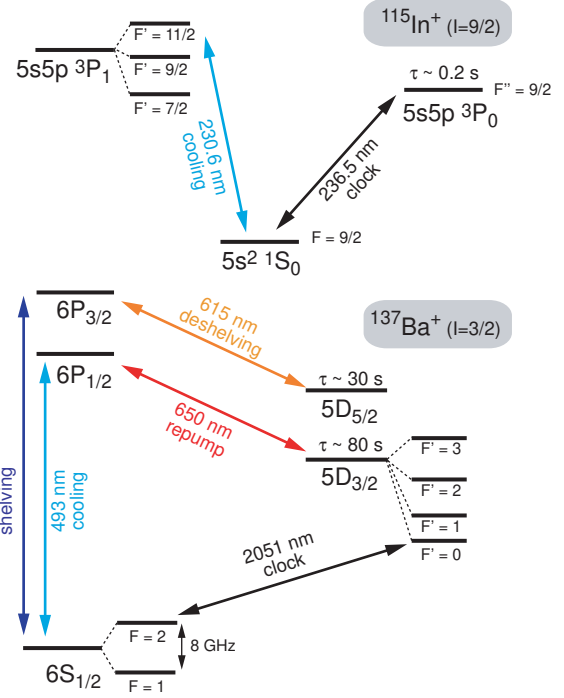 ¹¹⁵In⁺ (I=9/2)
F' = 11/2
5s5p ³P₁
F' = 9/2
F' = 7/2
τ ~ 0.2 s
F'' = 9/2
5s5p ³P₀
230.6 nm
cooling
236.5 nm
clock
F = 9/2
5s² ¹S₀
6P₃/₂
615 nm
deshelving
¹³⁷Ba⁺ (I=3/2)
6P₁/₂
τ ~ 30 s
5D₅/₂
650 nm
repump
τ ~ 80 s
5D₃/₂
F' = 3
F' = 2
F' = 1
F' = 0
shelving
493 nm
cooling
2051 nm
clock
F = 2
8 GHz
6S₁/₂
F = 1